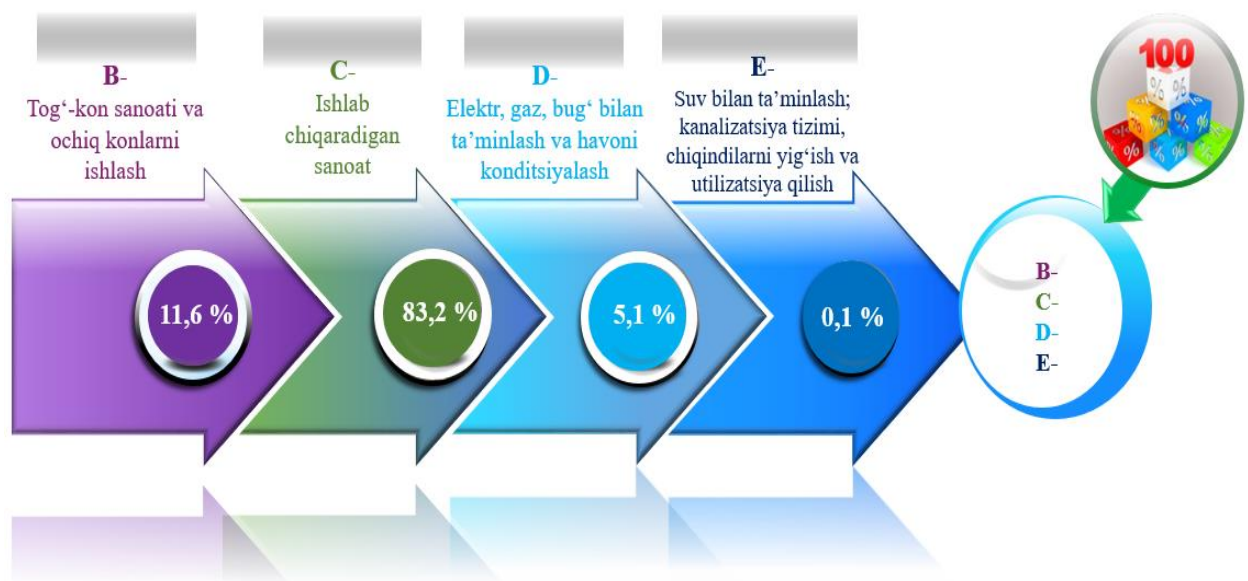 B-
Tog‘-kon sanoati va
ochiq konlarni
ishlash
C-
Ishlab
chiqaradigan
sanoat
D-
Elektr, gaz, bug‘ bilan
ta’minlash va havoni
konditsiyalash
E-
Suv bilan ta’minlash;
kanalizatsiya tizimi,
chiqindilarni yig‘ish va
utilizatsiya qilish
11,6 %
83,2 %
5,1 %
0,1 %
100
% %
% % %
% % % %
B-
C-
D-
E-